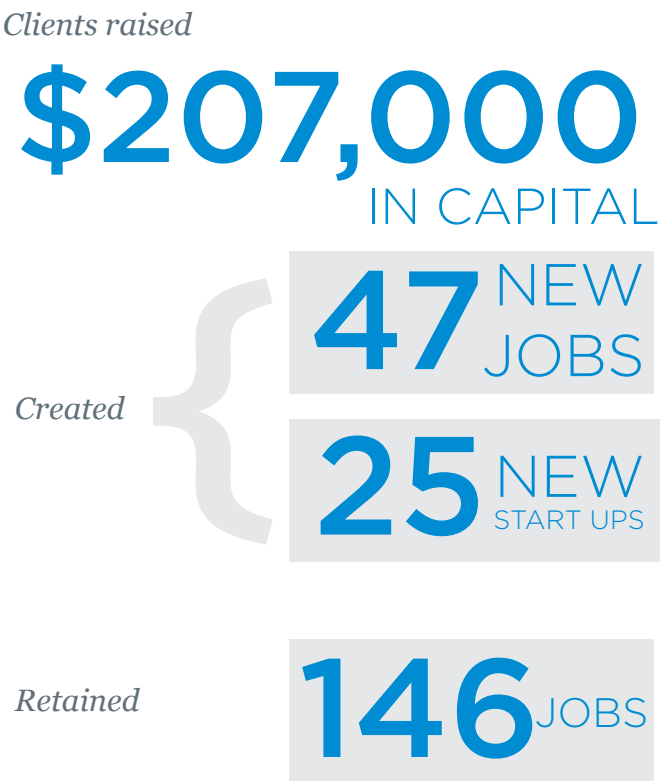 Clients raised
$207,000
IN CAPITAL
47 NEW
JOBS
Created
25 NEW
START UPS
Retained
146 JOBS